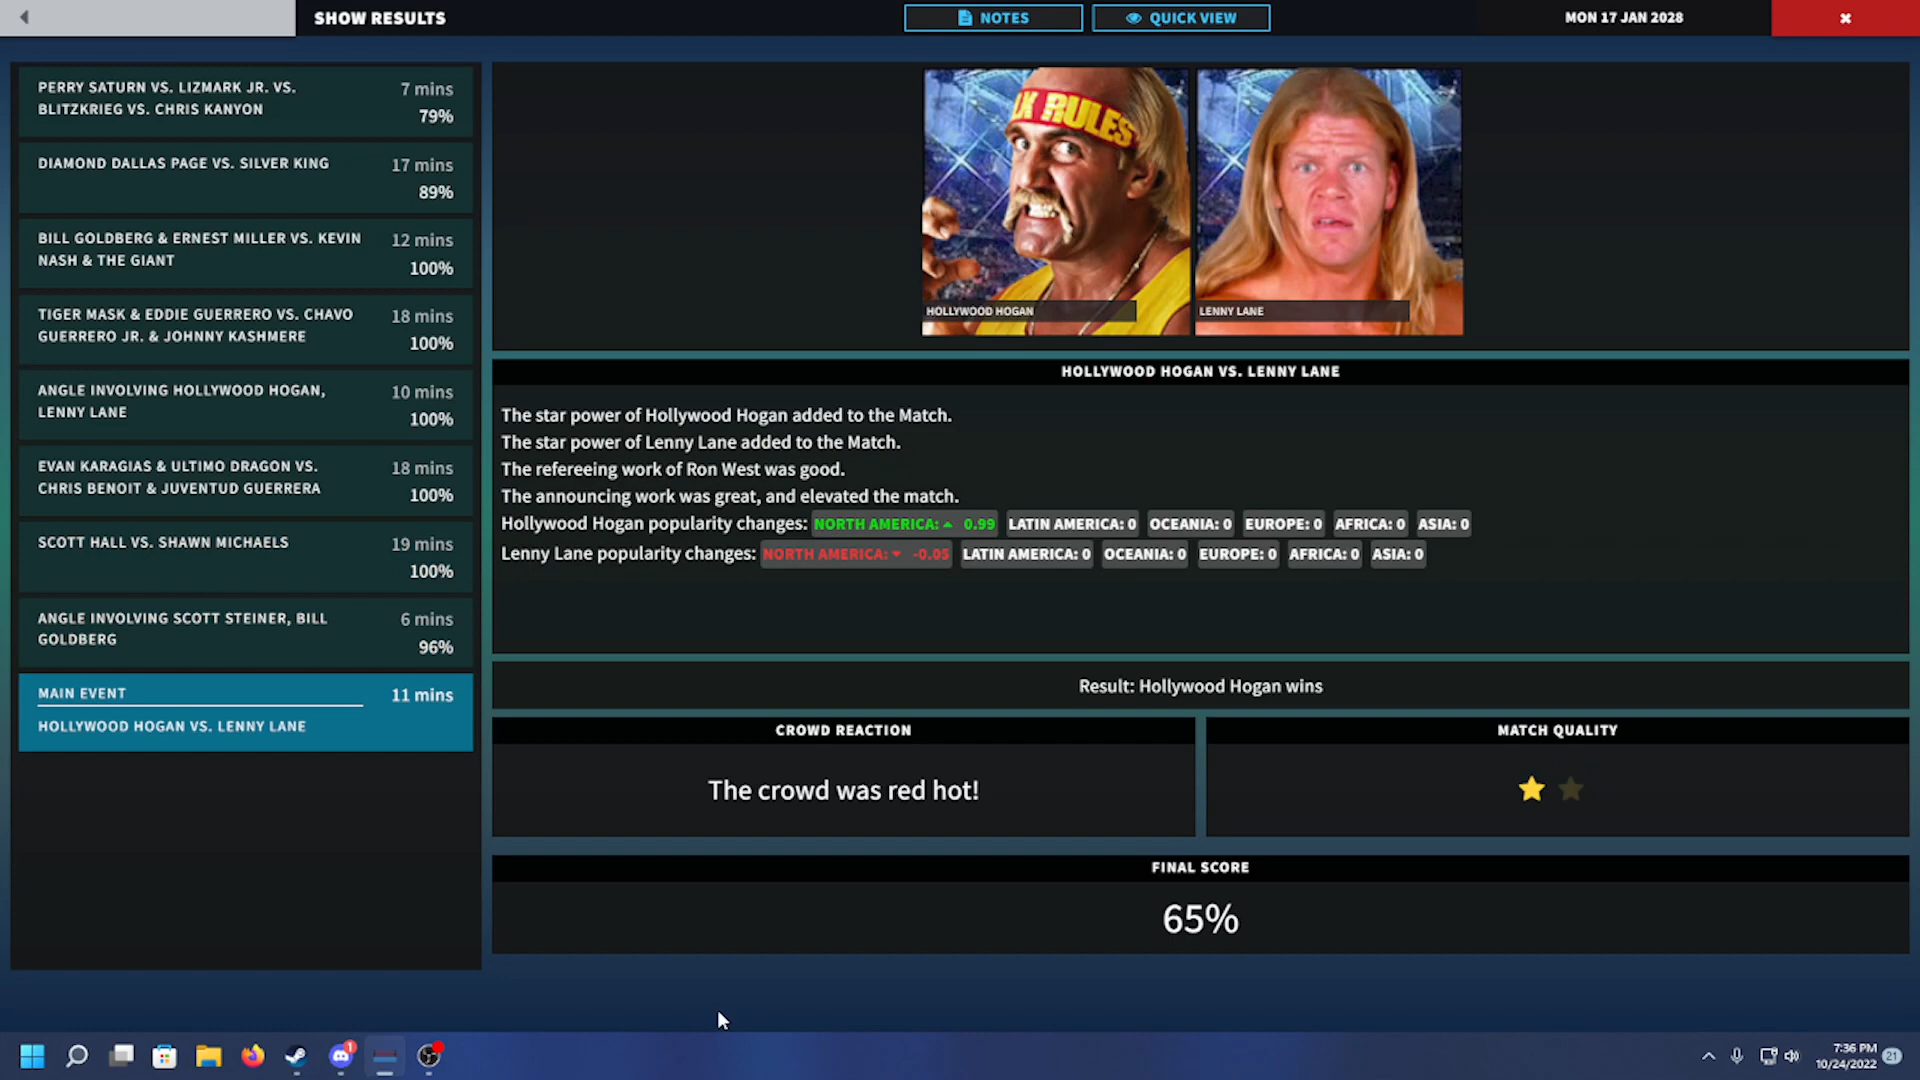 SHOW RESULTS
NOTES
QUICK VIEW
MON 17 JAN 2028
PERRY SATURN VS. LIZMARK JR. VS.
BLITZKRIEG VS. CHRIS KANYON
7 mins
79%
DIAMOND DALLAS PAGE VS. SILVER KING
17 mins
89%
BILL GOLDBERG & ERNEST MILLER VS. KEVIN
NASH & THE GIANT
12 mins
100%
TIGER MASK & EDDIE GUERRERO VS. CHAVO
GUERRERO JR. & JOHNNY KASHMERE
18 mins
100%
ANGLE INVOLVING HOLLYWOOD HOGAN,
LENNY LANE
10 mins
100%
EVAN KARAGIAS & ULTIMO DRAGON VS.
CHRIS BENOIT & JUVENTUD GUERRERA
18 mins
100%
SCOTT HALL VS. SHAWN MICHAELS
19 mins
100%
ANGLE INVOLVING SCOTT STEINER, BILL
GOLDBERG
6 mins
96%
MAIN EVENT
11 mins
HOLLYWOOD HOGAN VS. LENNY LANE
LK RULES
HOLLYWOOD HOGAN
LENNY LANE
HOLLYWOOD HOGAN VS. LENNY LANE
The star power of Hollywood Hogan added to the Match.
The star power of Lenny Lane added to the Match.
The refereeing work of Ron West was good.
The announcing work was great, and elevated the match.
Hollywood Hogan popularity changes: NORTH AMERICA: 0.99 LATIN AMERICA: 0 OCEANIA: 0 EUROPE: 0 AFRICA: 0 ASIA: 0
Lenny Lane popularity changes: NORTH AMERICA: -0.05 LATIN AMERICA: 0 OCEANIA: 0 EUROPE: 0 AFRICA: 0 ASIA: 0
Result: Hollywood Hogan wins
CROWD REACTION
The crowd was red hot!
MATCH QUALITY
FINAL SCORE
65%
1
7:36 PM
10/24/2022
21